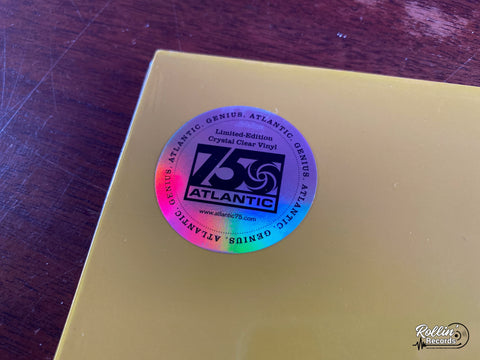 GENIUS. ATLANTIC. GENIUS. ATLANTIC. GENIUS. ATLANTIC. GENIUS. ATLANTIC.
Limited-Edition
Crystal Clear Vinyl
75
ATLANTIC
www.atlantic75.com
Rollin'
Records